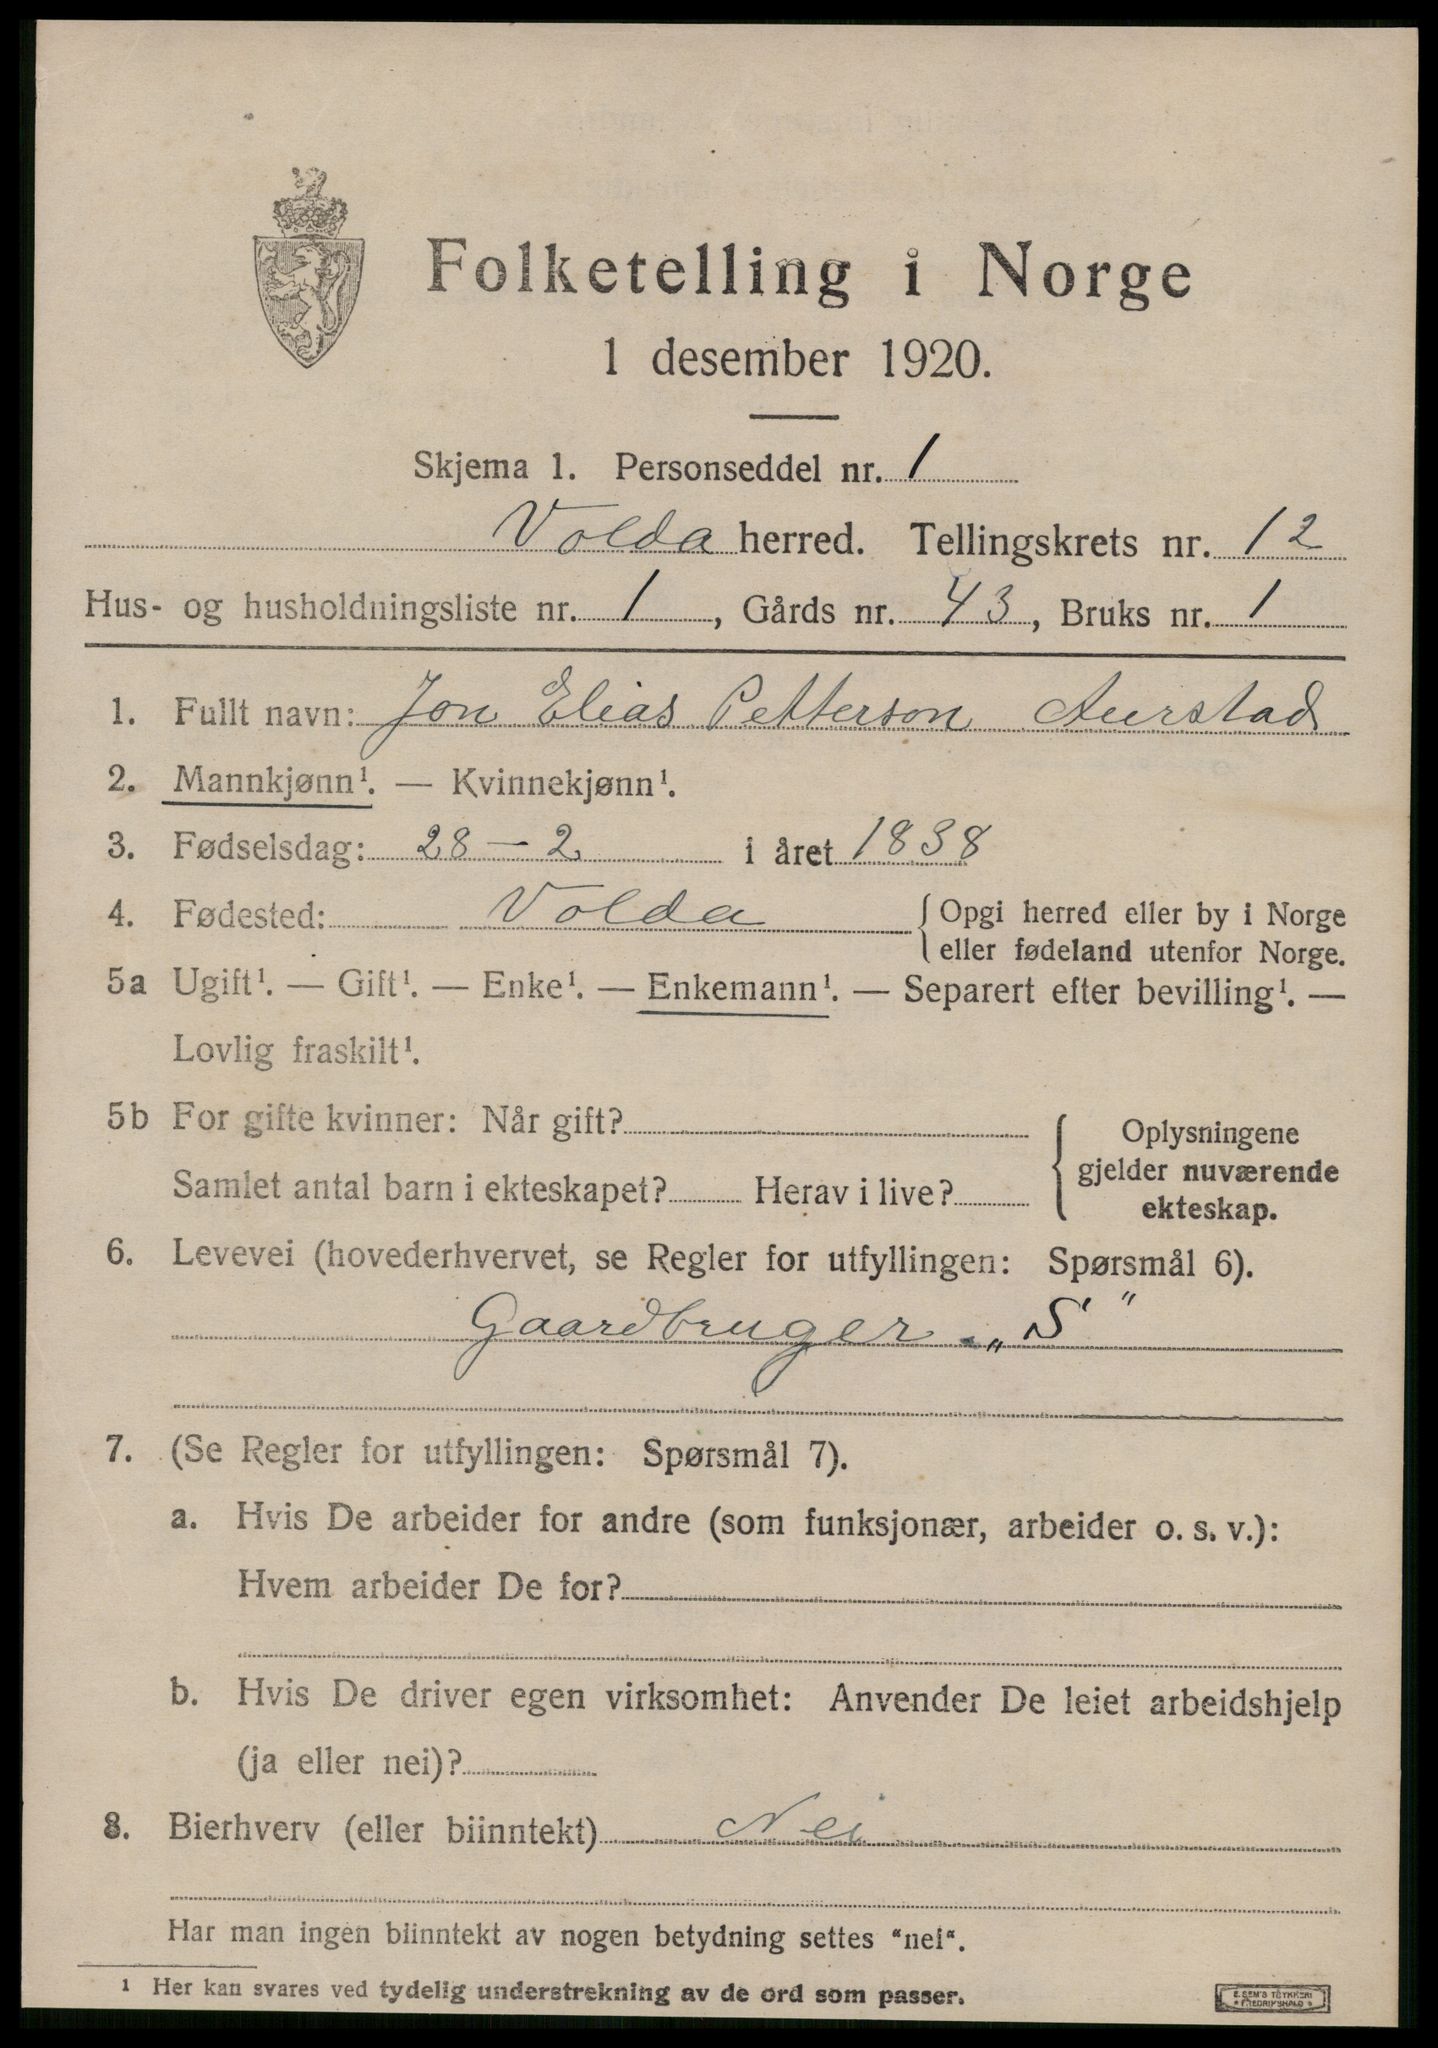 Folketelling i Norge
1 desember 1920.
Skjema 1. Personseddel nr. 1
Volda herred. Tellingskrets nr. 12
Hus- og husholdningsliste nr. 1, Gårds nr. 43, Bruks nr. 1
1. Fullt navn: Jon Elias Petterson Aurstad
2. Mannkjønn¹. — Kvinnekjønn¹.
3. Fødselsdag: 28 – 2 i året 1838
4. Fødested: Volda { Opgi herred eller by i Norge
eller fødeland utenfor Norge.
5a Ugift¹. — Gift¹. — Enke¹. — Enkemann¹. — Separert efter bevilling¹. —
Lovlig fraskilt¹.
5b For gifte kvinner: Når gift?
Samlet antal barn i ekteskapet? Herav i live?
{ Oplysningene
gjelder nuværende
ekteskap.
6. Levevei (hovederhvervet, se Regler for utfyllingen: Spørsmål 6).
Gaardbruger „S"
7. (Se Regler for utfyllingen: Spørsmål 7).
a. Hvis De arbeider for andre (som funksjonær, arbeider o. s. v.):
Hvem arbeider De for?
b. Hvis De driver egen virksomhet: Anvender De leiet arbeidshjelp
(ja eller nei)?
8. Bierhverv (eller biinntekt) Nei
Har man ingen biinntekt av nogen betydning settes "nei".
1 Her kan svares ved tydelig understrekning av de ord som passer.
E. SEM'S TRYKKERI
* FREDRIKSHALD *